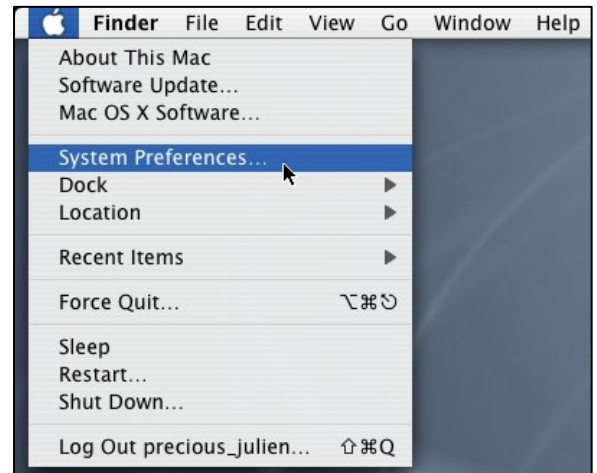 Finder File Edit View Go Window Help
About This Mac
Software Update...
Mac OS X Software...
System Preferences...
Dock
Location
Recent Items
Force Quit... ⌥⌘⎋
Sleep
Restart...
Shut Down...
Log Out precious_julien... ⇧⌘Q